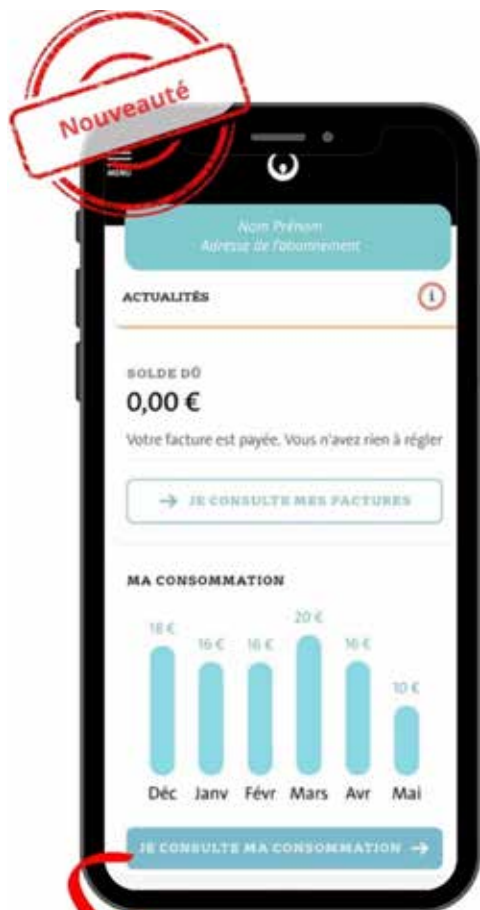 Nouveauté
MENU
Nom Prénom
Adresse de l'abonnement
ACTUALITÉS
i
SOLDE DÛ
0,00 €
Votre facture est payée. Vous n'avez rien à régler
→ JE CONSULTE MES FACTURES
MA CONSOMMATION
18 € 16 € 16 € 20 € 16 € 10 €
Déc Janv Févr Mars Avr Mai
JE CONSULTE MA CONSOMMATION →